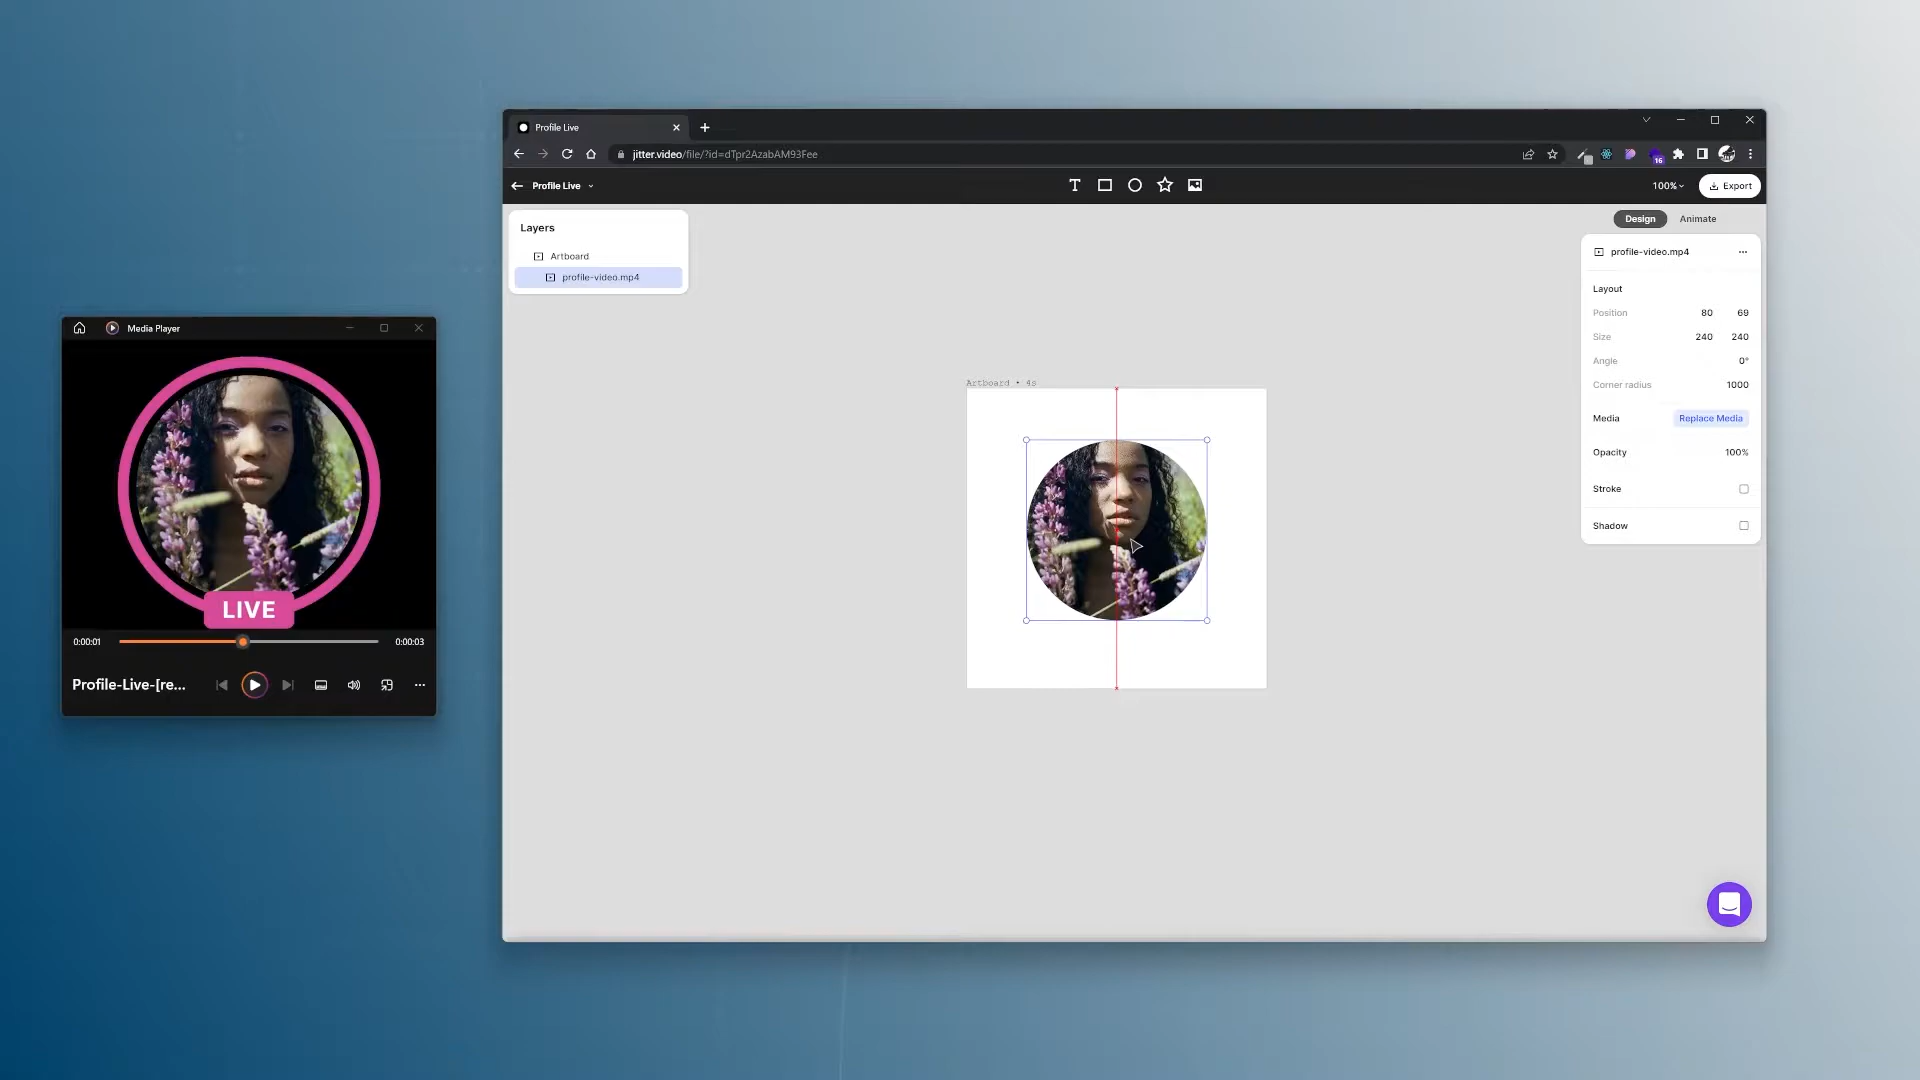 Profile Live
jitter.video/file/?id=dTpr2AzabAM93Fee
16
Profile Live
100%
Export
Layers
Artboard
profile-video.mp4
Design
Animate
profile-video.mp4
Layout
Position 80 69
Size 240 240
Angle 0°
Corner radius 1000
Media Replace Media
Opacity 100%
Stroke
Shadow
Artboard • 4s
Media Player
LIVE
0:00:01
0:00:03
Profile-Live-[re...